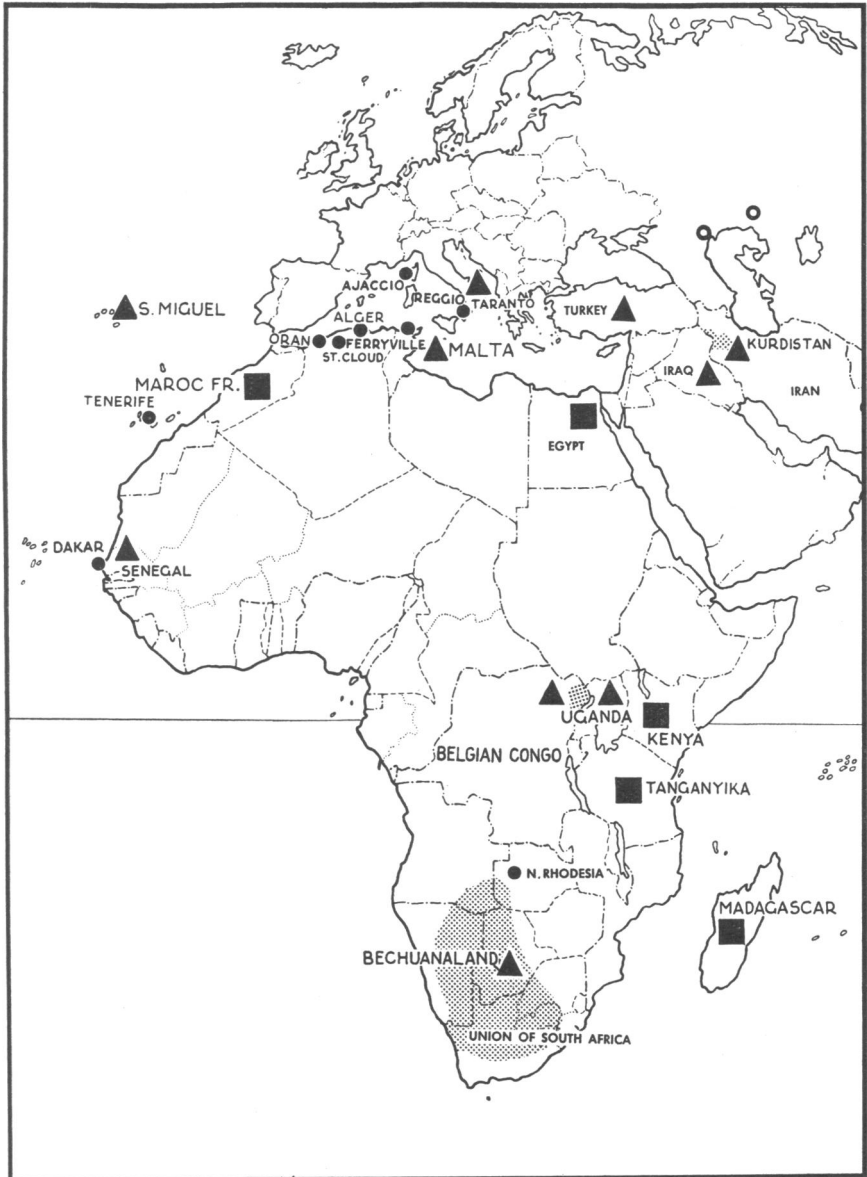 AJACCIO
REGGIO
TARANTO
TURKEY
S. MIGUEL
ALGER
ORAN
FERRYVILLE
ST. CLOUD
MALTA
KURDISTAN
IRAQ
IRAN
MAROC FR.
TENERIFE
EGYPT
DAKAR
SENEGAL
UGANDA
KENYA
BELGIAN CONGO
TANGANYIKA
N. RHODESIA
MADAGASCAR
BECHUANALAND
UNION OF SOUTH AFRICA